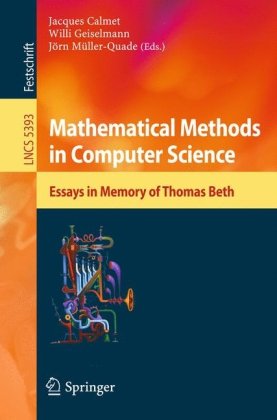 Jacques Calmet
Willi Geiselmann
Jörn Müller-Quade (Eds.)
Festschrift
LNCS 5393
Mathematical Methods
in Computer Science
Essays in Memory of Thomas Beth
Springer